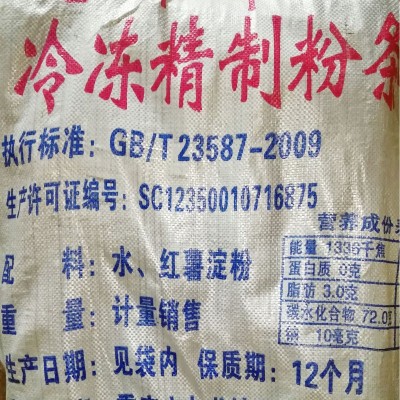 冷冻精制粉条
执行标准：GB/T23587-2009
生产许可证编号：SC12350010716875
营养成份表
能量 1336千焦
蛋白质 0克
脂肪 3.0克
碳水化合物 72.0
钠 10毫克
配 料：水、红薯淀粉
重 量：计量销售
生产日期：见袋内 保质期：12个月